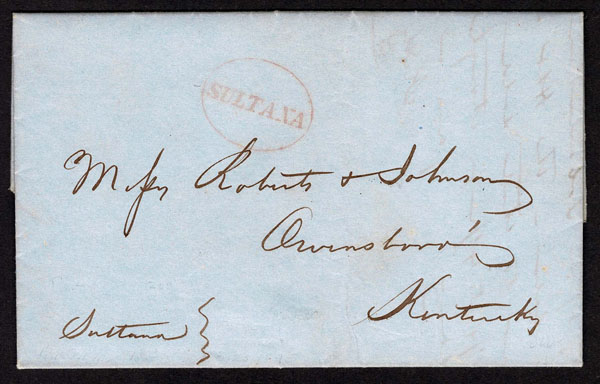 SULTANA
Messrs Roberts & Johnson
Owensboro'
Kentucky
Sultana